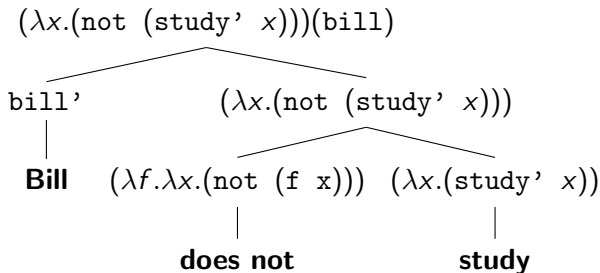 (λx.(not (study’ x)))(bill)
bill’ (λx.(not (study’ x)))
Bill (λf.λx.(not (f x))) (λx.(study’ x))
does not study